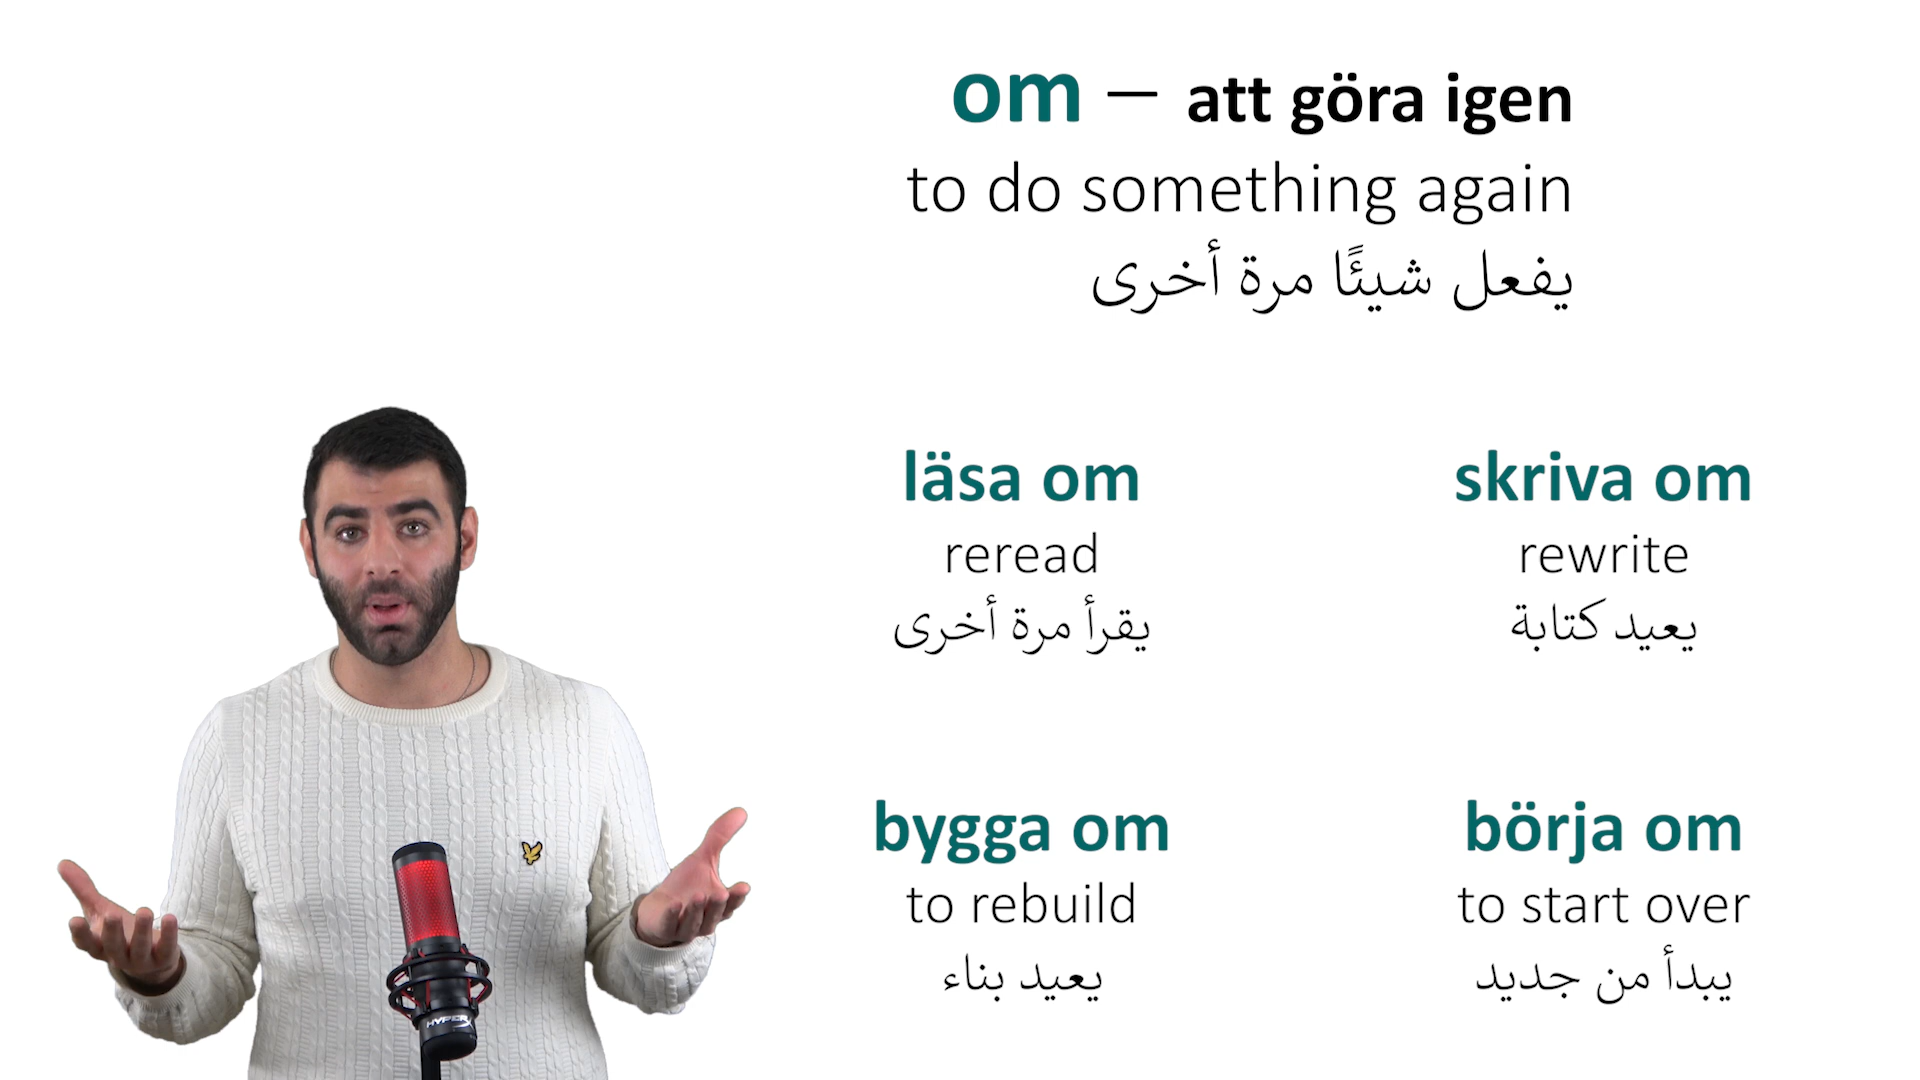 om – att göra igen
to do something again
يفعل شيئًا مرة أخرى
läsa om
reread
يقرأ مرة أخرى
skriva om
rewrite
يعيد كتابة
bygga om
to rebuild
يعيد بناء
börja om
to start over
يبدأ من جديد
HYPERX